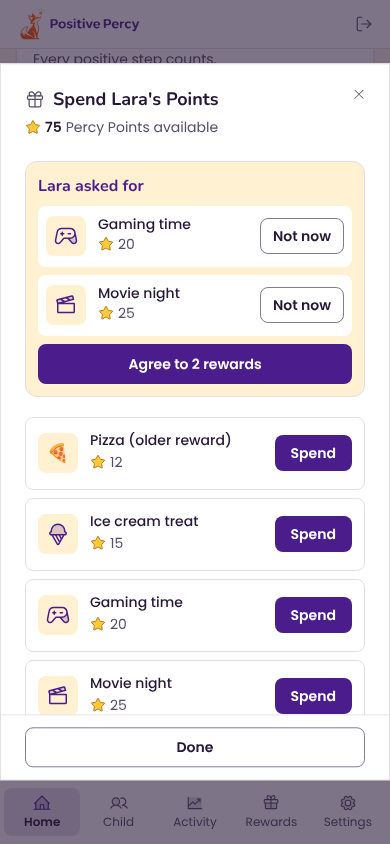 Positive Percy
Every positive step counts.
Spend Lara's Points
75 Percy Points available
Lara asked for
Gaming time
20
Not now
Movie night
25
Not now
Agree to 2 rewards
Pizza (older reward)
12
Spend
Ice cream treat
15
Spend
Gaming time
20
Spend
Movie night
25
Spend
Done
Home
Child
Activity
Rewards
Settings